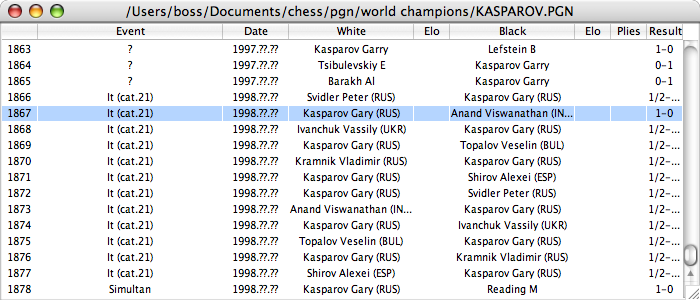 /Users/boss/Documents/chess/pgn/world champions/KASPAROV.PGN
Event Date White Elo Black Elo Plies Result
1863 ? 1997.??.?? Kasparov Garry Lefstein B 1-0
1864 ? 1997.??.?? Tsibulevskiy E Kasparov Garry 0-1
1865 ? 1997.??.?? Barakh Al Kasparov Garry 0-1
1866 It (cat.21) 1998.??.?? Svidler Peter (RUS) Kasparov Gary (RUS) 1/2-...
1867 It (cat.21) 1998.??.?? Kasparov Gary (RUS) Anand Viswanathan (IN... 1-0
1868 It (cat.21) 1998.??.?? Ivanchuk Vassily (UKR) Kasparov Gary (RUS) 1/2-...
1869 It (cat.21) 1998.??.?? Kasparov Gary (RUS) Topalov Veselin (BUL) 1/2-...
1870 It (cat.21) 1998.??.?? Kramnik Vladimir (RUS) Kasparov Gary (RUS) 1/2-...
1871 It (cat.21) 1998.??.?? Kasparov Gary (RUS) Shirov Alexei (ESP) 1/2-...
1872 It (cat.21) 1998.??.?? Kasparov Gary (RUS) Svidler Peter (RUS) 1/2-...
1873 It (cat.21) 1998.??.?? Anand Viswanathan (IN... Kasparov Gary (RUS) 1/2-...
1874 It (cat.21) 1998.??.?? Kasparov Gary (RUS) Ivanchuk Vassily (UKR) 1/2-...
1875 It (cat.21) 1998.??.?? Topalov Veselin (BUL) Kasparov Gary (RUS) 1/2-...
1876 It (cat.21) 1998.??.?? Kasparov Gary (RUS) Kramnik Vladimir (RUS) 1/2-...
1877 It (cat.21) 1998.??.?? Shirov Alexei (ESP) Kasparov Gary (RUS) 1/2-...
1878 Simultan 1998.??.?? Kasparov Gary (RUS) Reading M 1-0